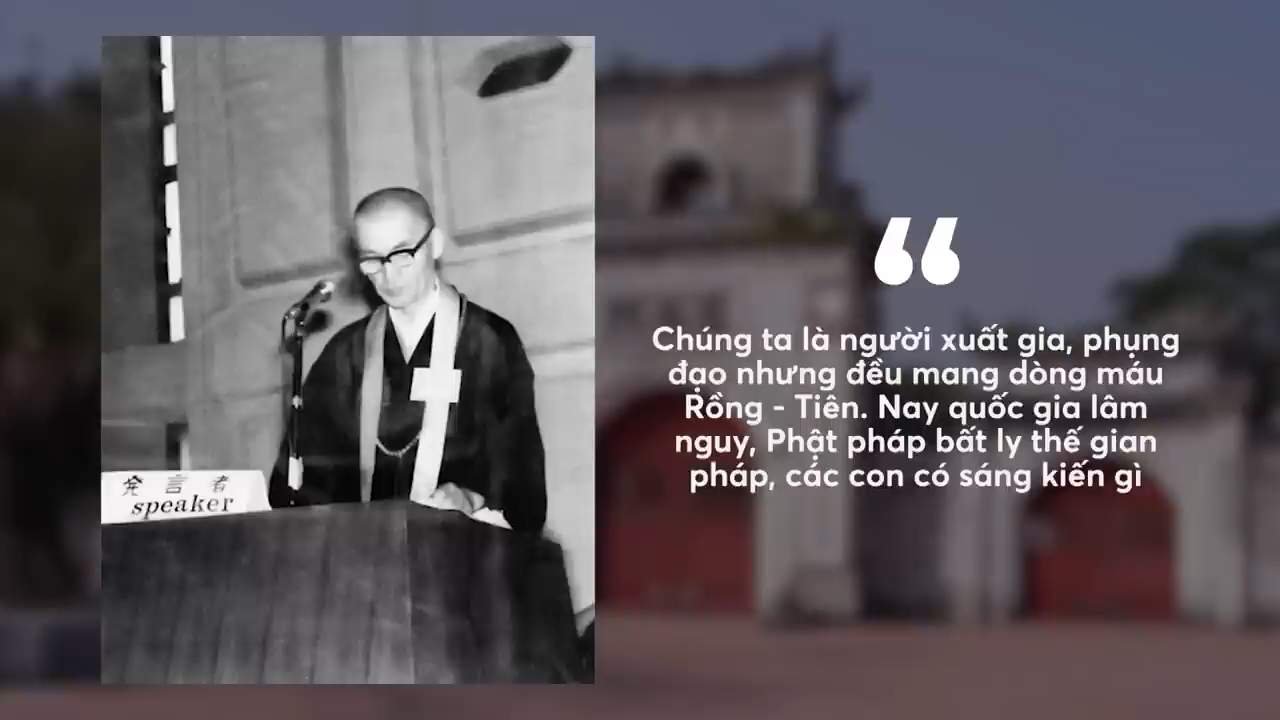 発言者
speaker
“
Chúng ta là người xuất gia, phụng
đạo nhưng đều mang dòng máu
Rồng - Tiên. Nay quốc gia lâm
nguy, Phật pháp bất ly thế gian
pháp, các con có sáng kiến gì